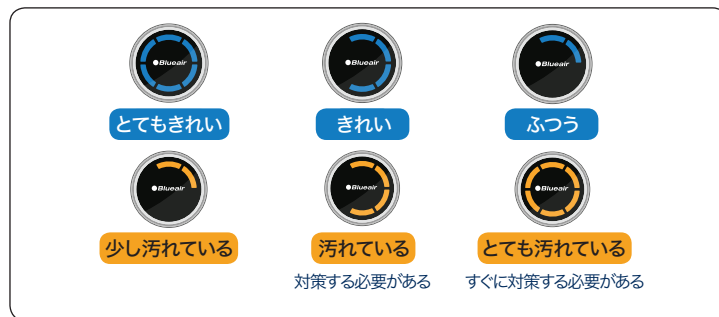 Blueair
Blueair
Blueair
とてもきれい
きれい
ふつう
Blueair
Blueair
Blueair
少し汚れている
汚れている
とても汚れている
対策する必要がある
すぐに対策する必要がある